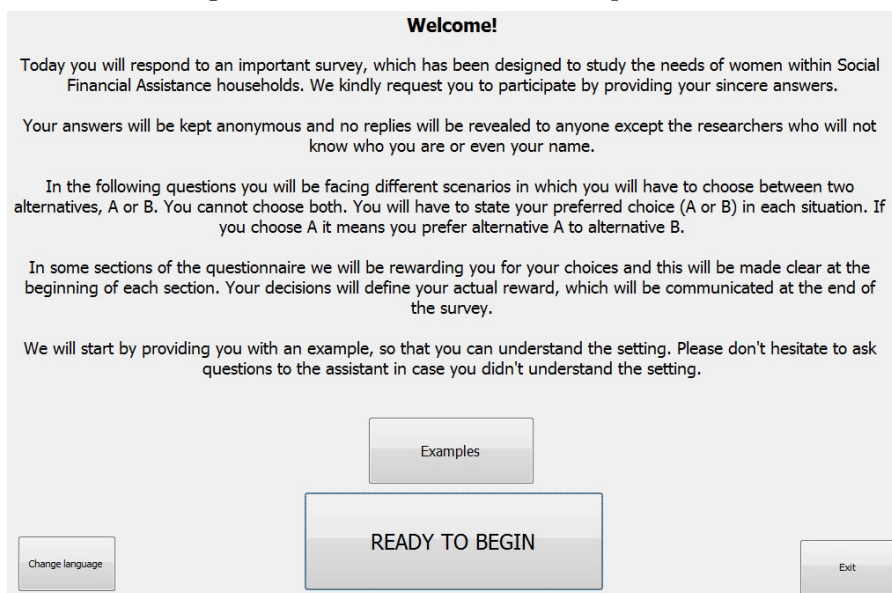 Welcome!
Today you will respond to an important survey, which has been designed to study the needs of women within Social
Financial Assistance households. We kindly request you to participate by providing your sincere answers.
Your answers will be kept anonymous and no replies will be revealed to anyone except the researchers who will not
know who you are or even your name.
In the following questions you will be facing different scenarios in which you will have to choose between two
alternatives, A or B. You cannot choose both. You will have to state your preferred choice (A or B) in each situation. If
you choose A it means you prefer alternative A to alternative B.
In some sections of the questionnaire we will be rewarding you for your choices and this will be made clear at the
beginning of each section. Your decisions will define your actual reward, which will be communicated at the end of
the survey.
We will start by providing you with an example, so that you can understand the setting. Please don't hesitate to ask
questions to the assistant in case you didn't understand the setting.
Examples
READY TO BEGIN
Change language
Exit